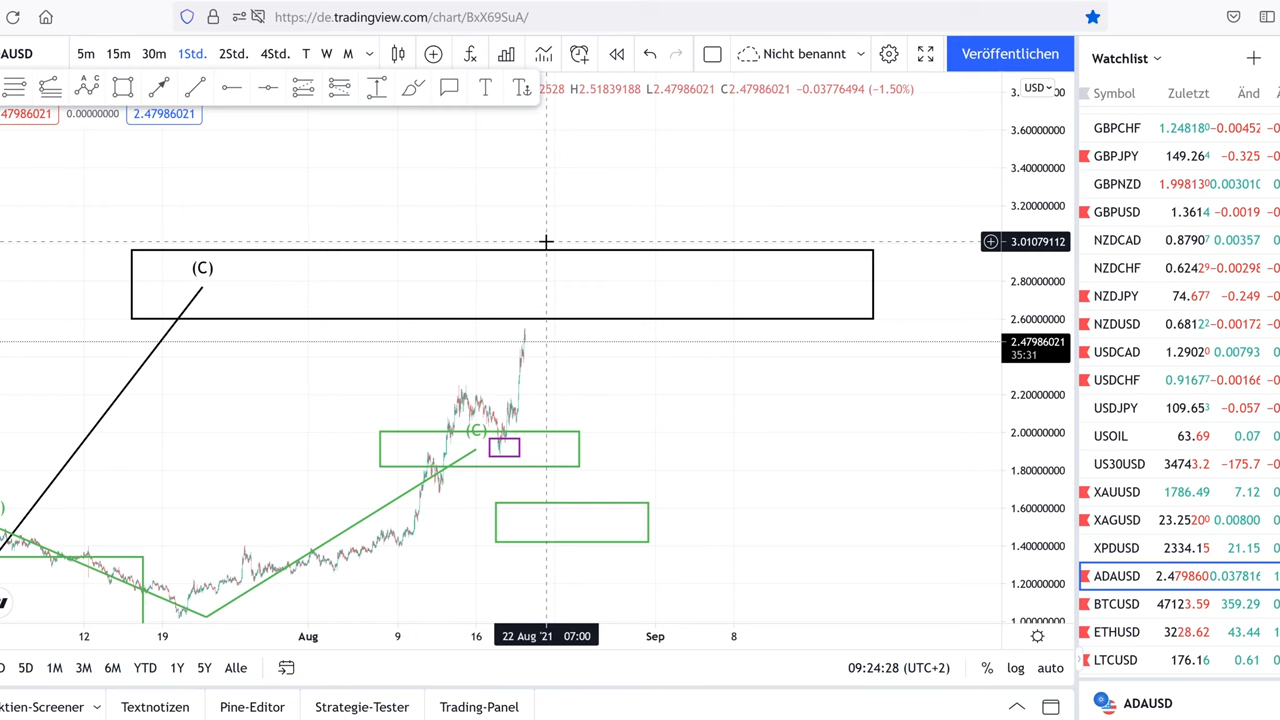 https://de.tradingview.com/chart/BxX69SuA/
ADAUSD 5m 15m 30m 1Std. 2Std. 4Std. T W M Nicht benannt Veröffentlichen
Watchlist
2528 H2.51839188 L2.47986021 C2.47986021 −0.03776494 (−1.50%)
USD
Symbol Zuletzt Änd
47986021 0.00000000 2.47986021
3.60000000
3.40000000
3.20000000
3.01079112
2.80000000
2.60000000
2.47986021
35:31
2.20000000
2.00000000
1.80000000
1.60000000
1.40000000
1.20000000
1.00000000
(C)
(C)
)
GBPCHF 1.248180 −0.00452
GBPJPY 149.264 −0.325
GBPNZD 1.998130 0.003010
GBPUSD 1.3614 −0.0019
NZDCAD 0.87907 0.00357
NZDCHF 0.62429 −0.00298
NZDJPY 74.677 −0.249
NZDUSD 0.68122 −0.00172
USDCAD 1.29020 0.00793
USDCHF 0.91677 −0.00166
USDJPY 109.653 −0.057
USOIL 63.69 0.07
US30USD 34743.2 −175.7
XAUUSD 1786.49 7.12
XAGUSD 23.2520 0.00800
XPDUSD 2334.15 21.15
ADAUSD 2.479860 0.037816
BTCUSD 47123.59 359.29
ETHUSD 3228.62 43.44
LTCUSD 176.16 0.61
12 19 Aug 9 16 22 Aug '21 07:00 Sep 8
5D 1M 3M 6M YTD 1Y 5Y Alle 09:24:28 (UTC+2) % log auto
ktien-Screener Textnotizen Pine-Editor Strategie-Tester Trading-Panel
ADAUSD